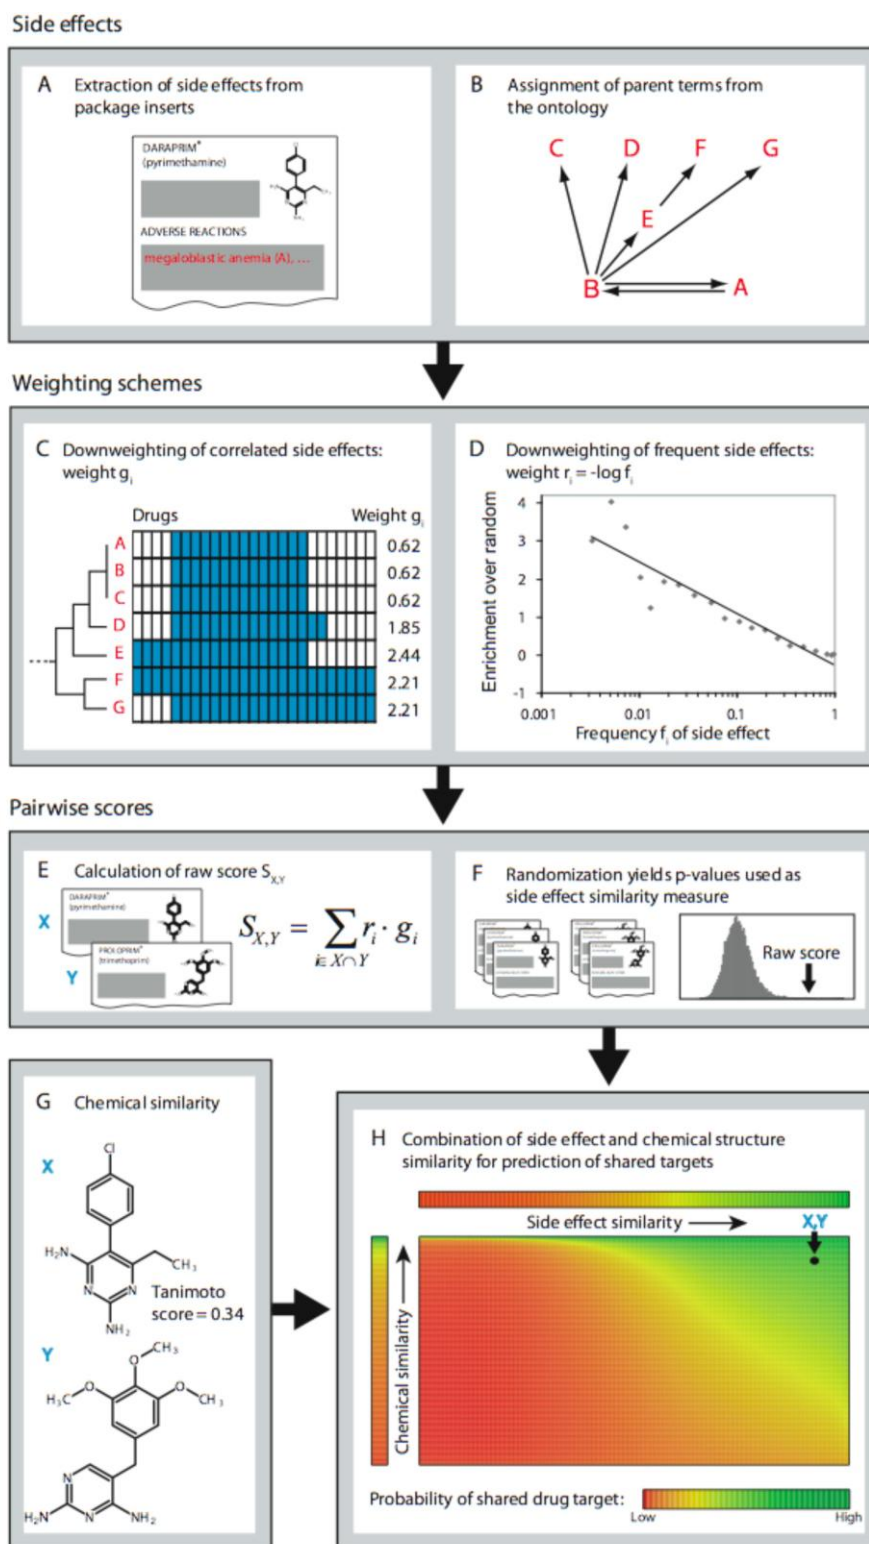 Side effects
A Extraction of side effects from
package inserts
DARAPRIM®
(pyrimethamine)
ADVERSE REACTIONS
megaloblastic anemia (A), ...
B Assignment of parent terms from
the ontology
C D F G
E
B A
Weighting schemes
C Downweighting of correlated side effects:
weight gi
Drugs Weight gi
A 0.62
B 0.62
C 0.62
D 1.85
E 2.44
F 2.21
G 2.21
D Downweighting of frequent side effects:
weight ri = -log fi
Enrichment over random
4
3
2
1
0
-1
0.001 0.01 0.1 1
Frequency fi of side effect
Pairwise scores
E Calculation of raw score SX,Y
X
DARAPRIM®
(pyrimethamine)
Y
PROLOPRIM®
(trimethoprim)
SX,Y = ∑ ri · gi
i∈X∩Y
F Randomization yields p-values used as
side effect similarity measure
Raw score
G Chemical similarity
X
Cl
H2N
CH3
N N
NH2
Tanimoto
score = 0.34
Y
CH3
O
H3C O O CH3
N
H2N N NH2
H Combination of side effect and chemical structure
similarity for prediction of shared targets
Side effect similarity
X,Y
Chemical similarity
Probability of shared drug target:
Low High